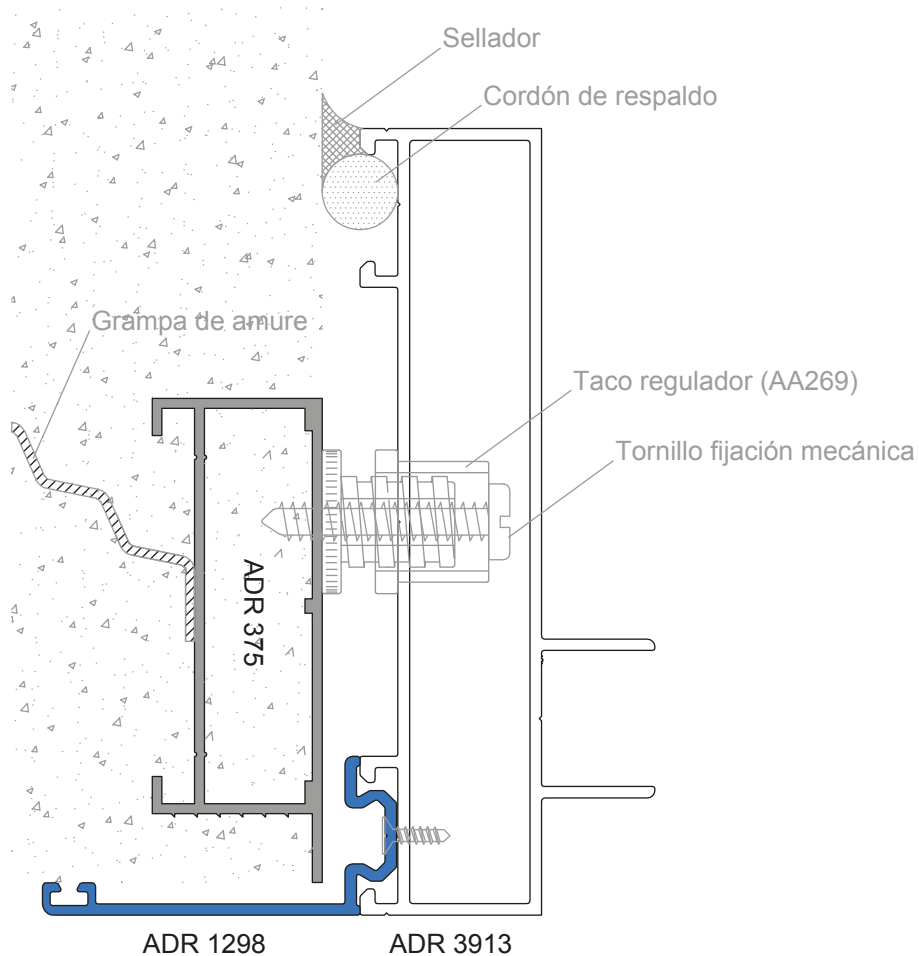 Sellador
Cordón de respaldo
Grampa de amure
Taco regulador (AA269)
Tornillo fijación mecánica
ADR 375
ADR 1298
ADR 3913